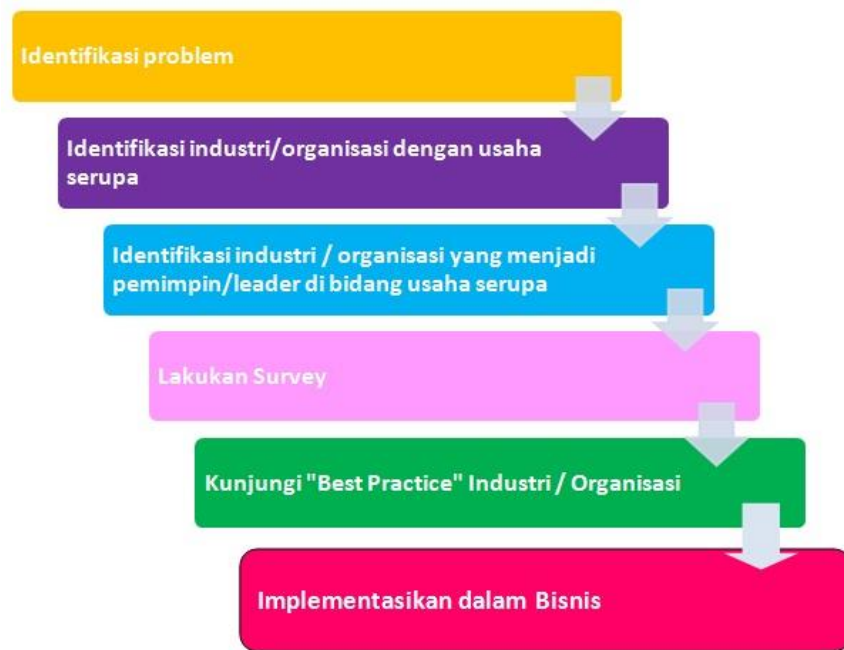 Identifikasi problem
Identifikasi industri/organisasi dengan usaha
serupa
Identifikasi industri / organisasi yang menjadi
pemimpin/leader di bidang usaha serupa
Lakukan Survey
Kunjungi "Best Practice" Industri / Organisasi
Implementasikan dalam Bisnis